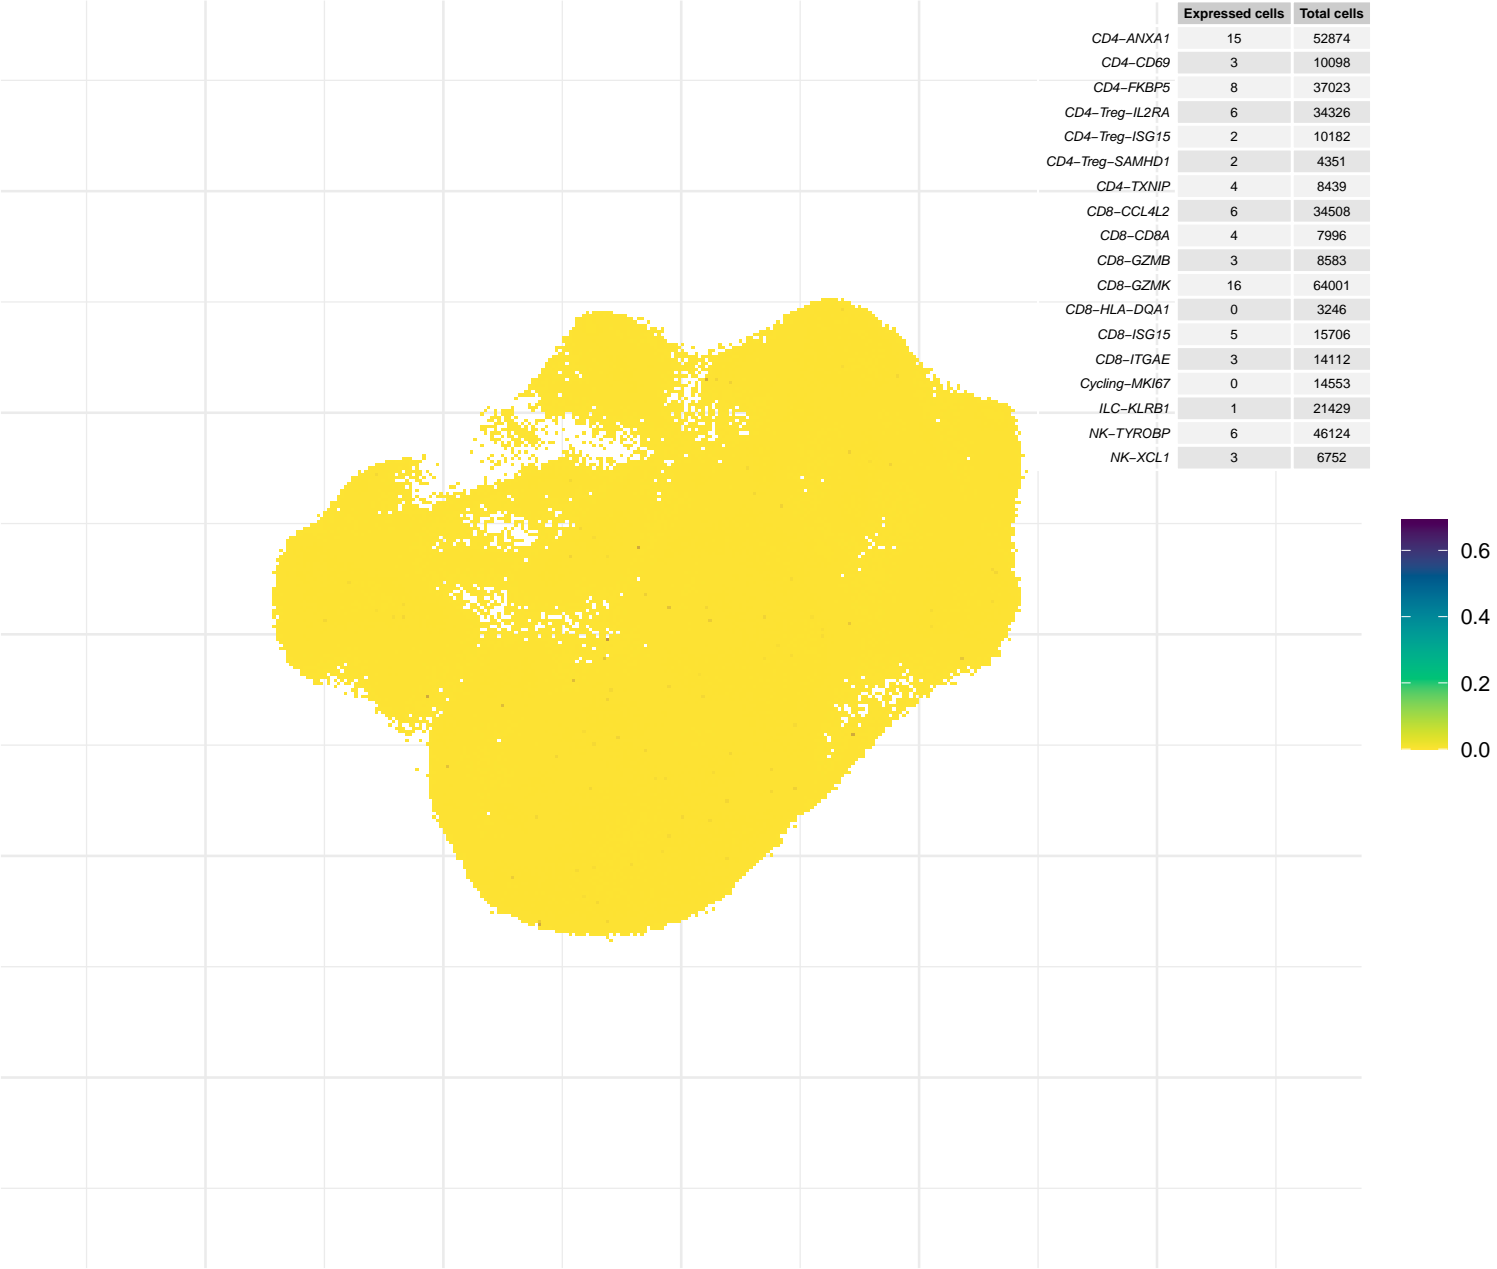 Expressed cells Total cells
CD4−ANXA1 15 52874
CD4−CD69 3 10098
CD4−FKBP5 8 37023
CD4−Treg−IL2RA 6 34326
CD4−Treg−ISG15 2 10182
CD4−Treg−SAMHD1 2 4351
CD4−TXNIP 4 8439
CD8−CCL4L2 6 34508
CD8−CD8A 4 7996
CD8−GZMB 3 8583
CD8−GZMK 16 64001
CD8−HLA−DQA1 0 3246
CD8−ISG15 5 15706
CD8−ITGAE 3 14112
Cycling−MKI67 0 14553
ILC−KLRB1 1 21429
NK−TYROBP 6 46124
NK−XCL1 3 6752
0.6
0.4
0.2
0.0